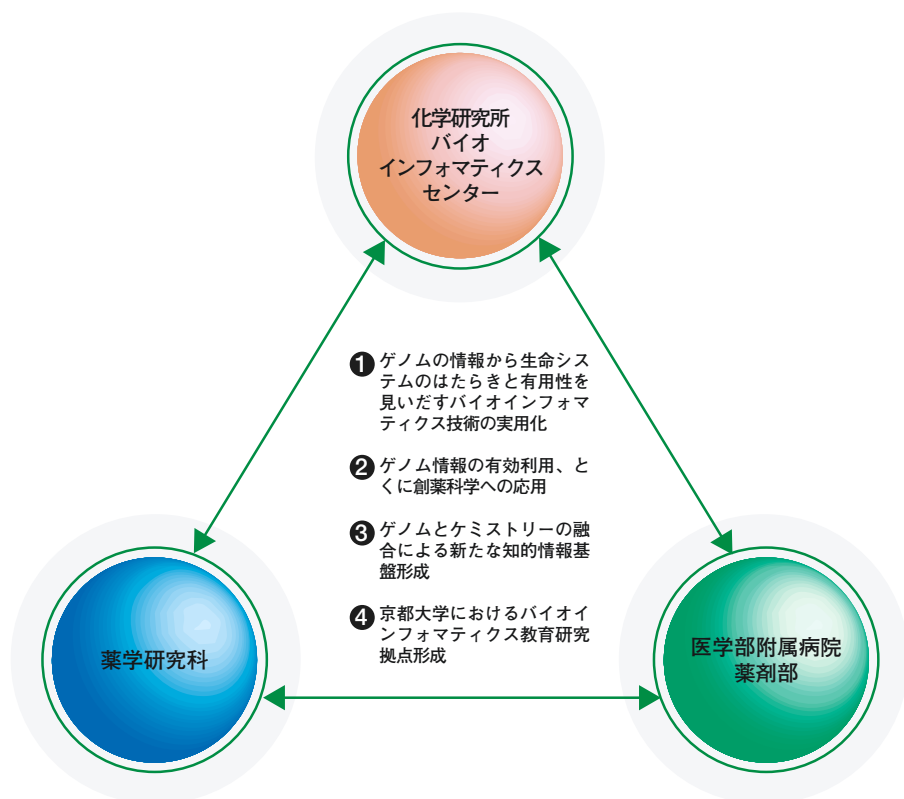 化学研究所
バイオ
インフォマティクス
センター
❶ ゲノムの情報から生命シス
テムのはたらきと有用性を
見いだすバイオインフォマ
ティクス技術の実用化
❷ ゲノム情報の有効利用、と
くに創薬科学への応用
❸ ゲノムとケミストリーの融
合による新たな知的情報基
盤形成
❹ 京都大学におけるバイオイ
ンフォマティクス教育研究
拠点形成
薬学研究科
医学部附属病院
薬剤部